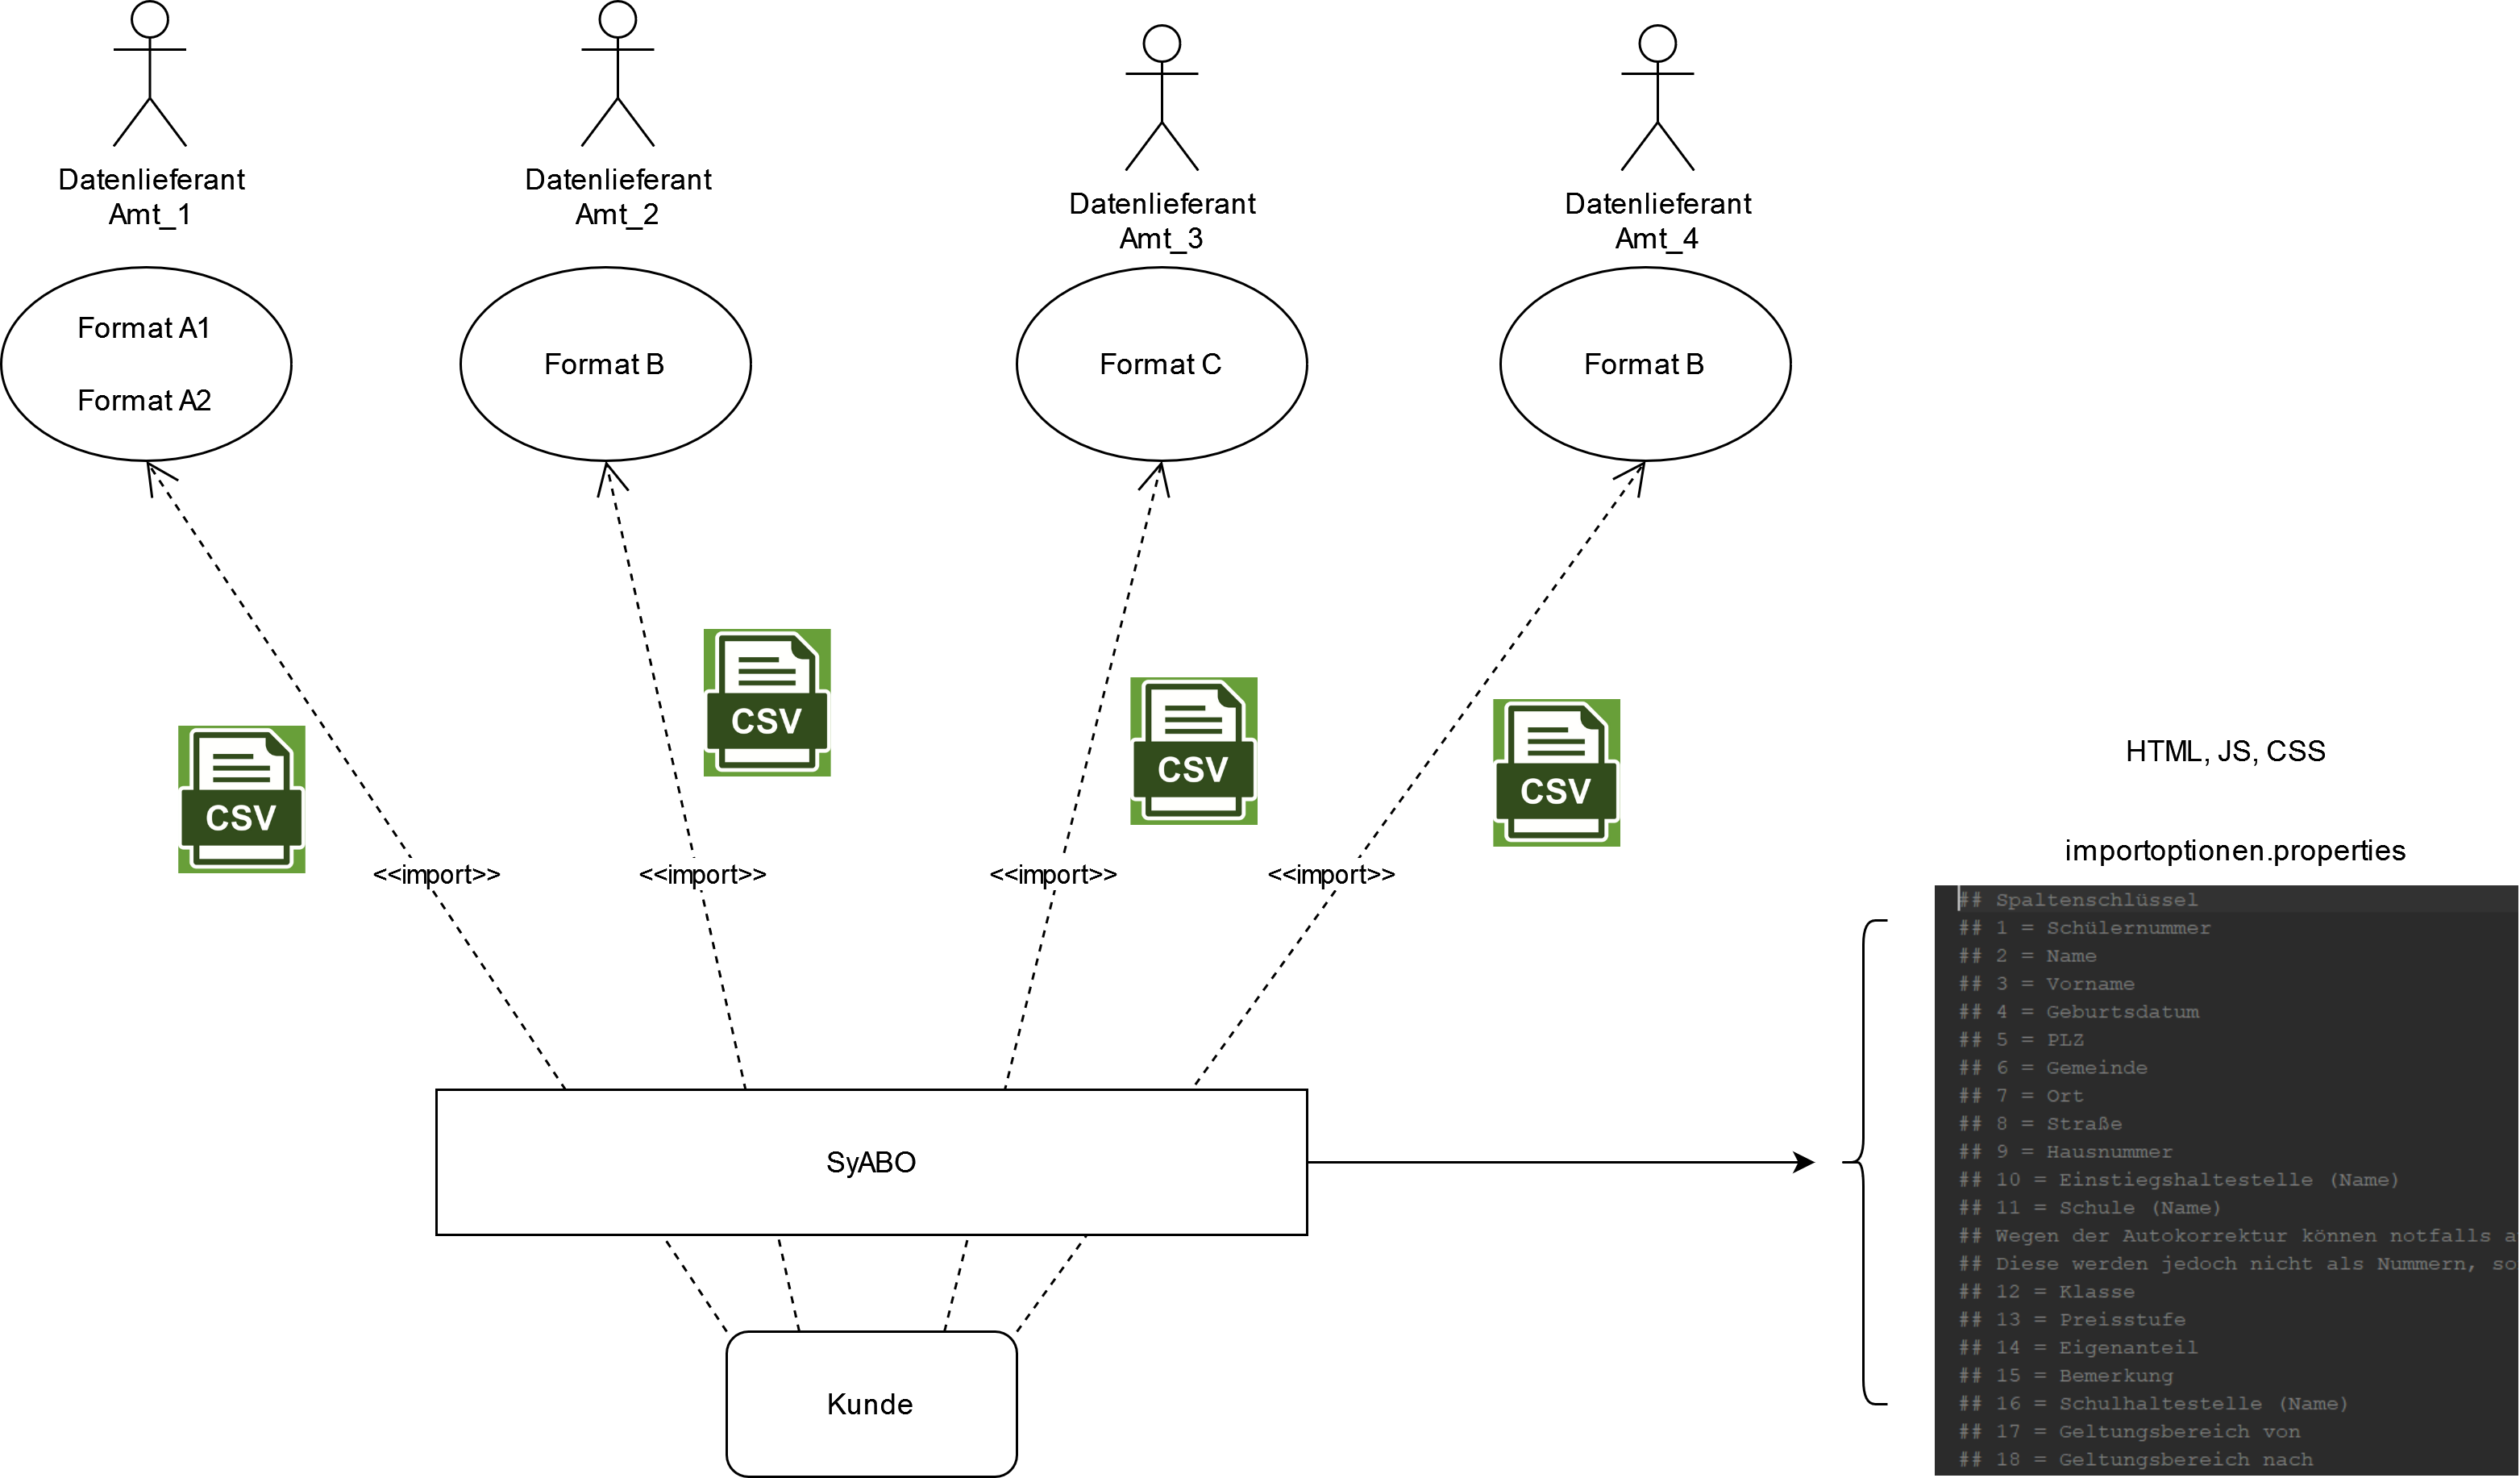 Datenlieferant
Amt_1
Datenlieferant
Amt_2
Datenlieferant
Amt_3
Datenlieferant
Amt_4
Format A1
Format A2
Format B
Format C
Format B
CSV
CSV
CSV
CSV
<<import>>
<<import>>
<<import>>
<<import>>
SyABO
Kunde
HTML, JS, CSS
importoptionen.properties
## Spaltenschlüssel
## 1 = Schülernummer
## 2 = Name
## 3 = Vorname
## 4 = Geburtsdatum
## 5 = PLZ
## 6 = Gemeinde
## 7 = Ort
## 8 = Straße
## 9 = Hausnummer
## 10 = Einstiegshaltestelle (Name)
## 11 = Schule (Name)
## Wegen der Autokorrektur können notfalls a
## Diese werden jedoch nicht als Nummern, so
## 12 = Klasse
## 13 = Preisstufe
## 14 = Eigenanteil
## 15 = Bemerkung
## 16 = Schulhaltestelle (Name)
## 17 = Geltungsbereich von
## 18 = Geltungsbereich nach